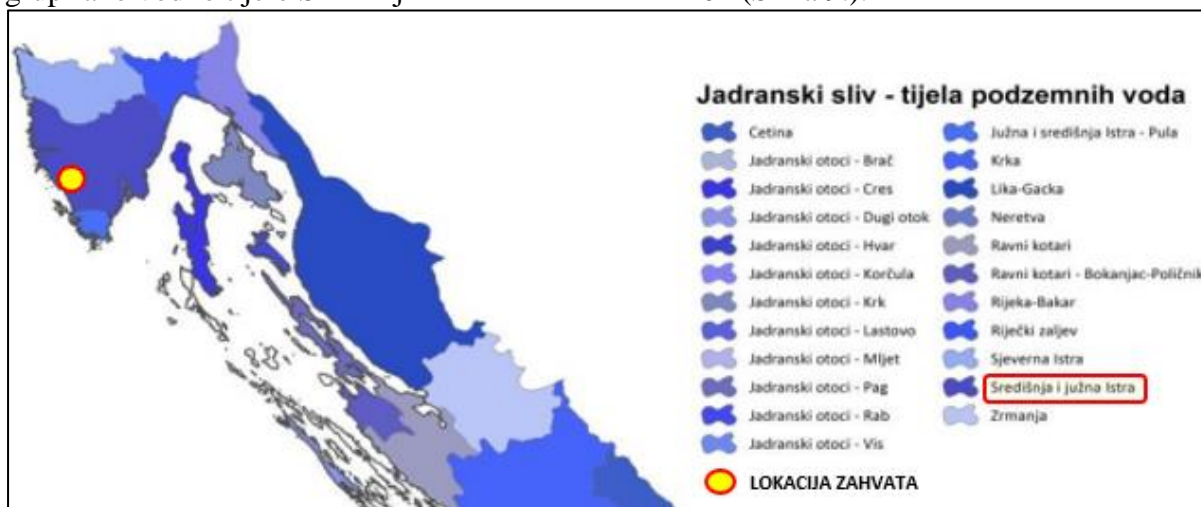 Jadranski sliv - tijela podzemnih voda
Cetina
Jadranski otoci - Brač
Jadranski otoci - Cres
Jadranski otoci - Dugi otok
Jadranski otoci - Hvar
Jadranski otoci - Korčula
Jadranski otoci - Krk
Jadranski otoci - Lastovo
Jadranski otoci - Mljet
Jadranski otoci - Pag
Jadranski otoci - Rab
Jadranski otoci - Vis
Južna i središnja Istra - Pula
Krka
Lika-Gacka
Neretva
Ravni kotari
Ravni kotari - Bokanjac-Poličnik
Rijeka-Bakar
Riječki zaljev
Sjeverna Istra
Središnja i južna Istra
Zrmanja
LOKACIJA ZAHVATA